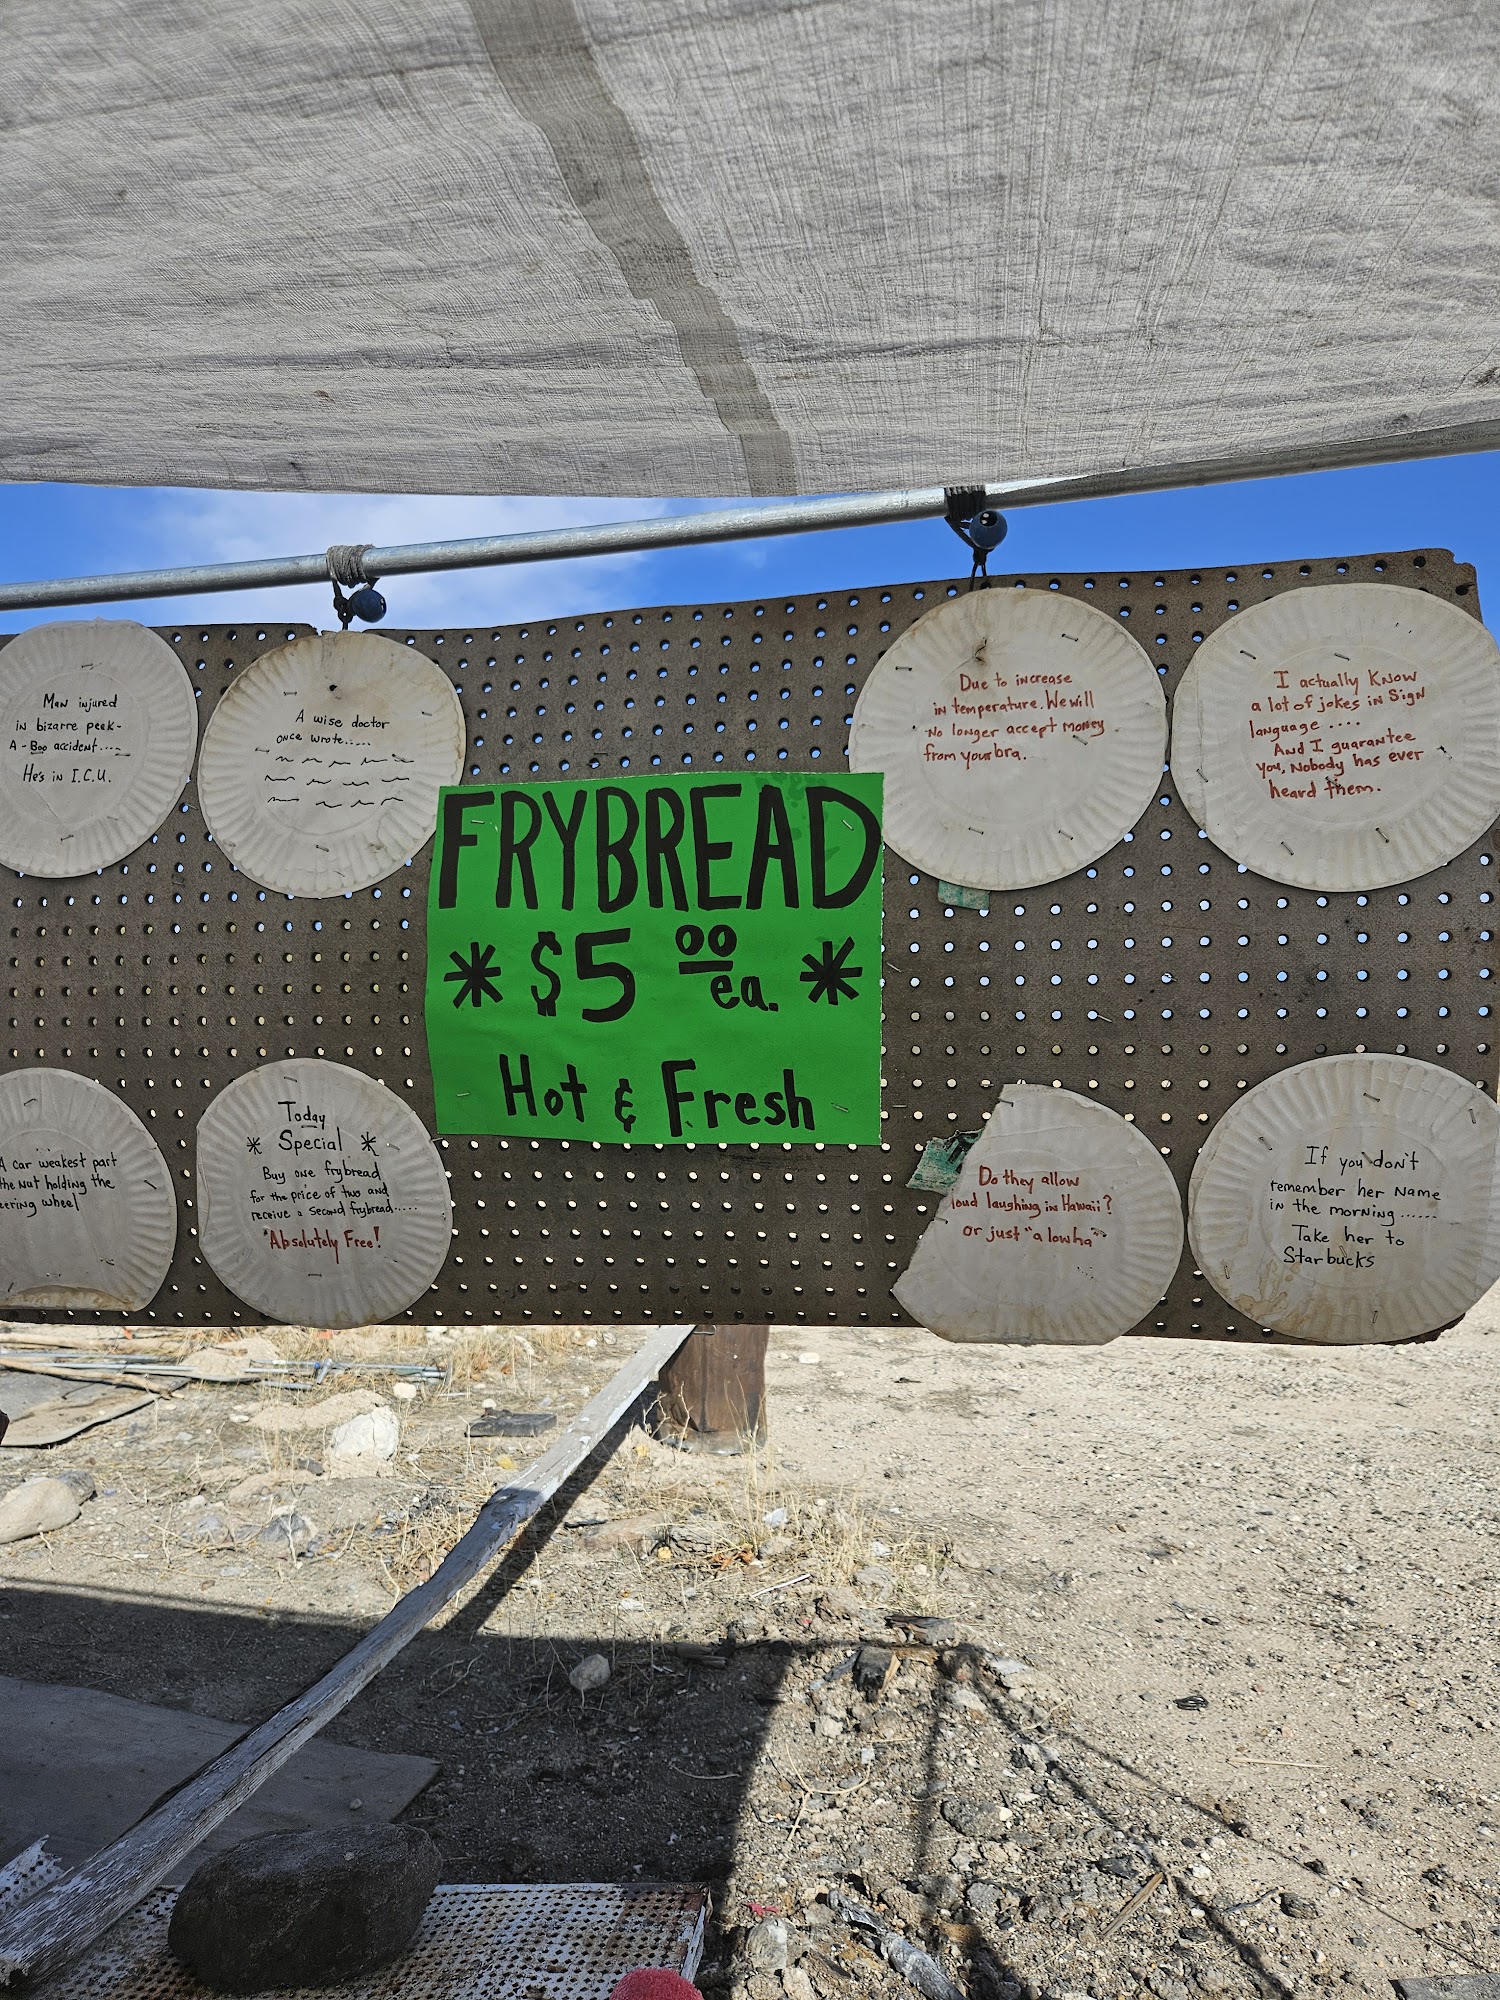 Man injured
in bizarre peek-
A-Boo accident....
He's in I.C.U.
A wise doctor
once wrote.....
FRYBREAD
* $5 00 ea. *
Hot & Fresh
Due to increase
in temperature. We will
No longer accept money
from your bra.
I actually know
a lot of jokes in Sign
language ....
And I guarantee
you, Nobody has ever
heard them.
A car weakest part
the nut holding the
eering wheel
Today
* Special *
Buy one frybread
for the price of two and
receive a second frybread.....
"Absolutely Free!
Do they allow
loud laughing in Hawaii?
or just "a lowha"
If you don't
remember her Name
in the morning......
Take her to
Starbucks